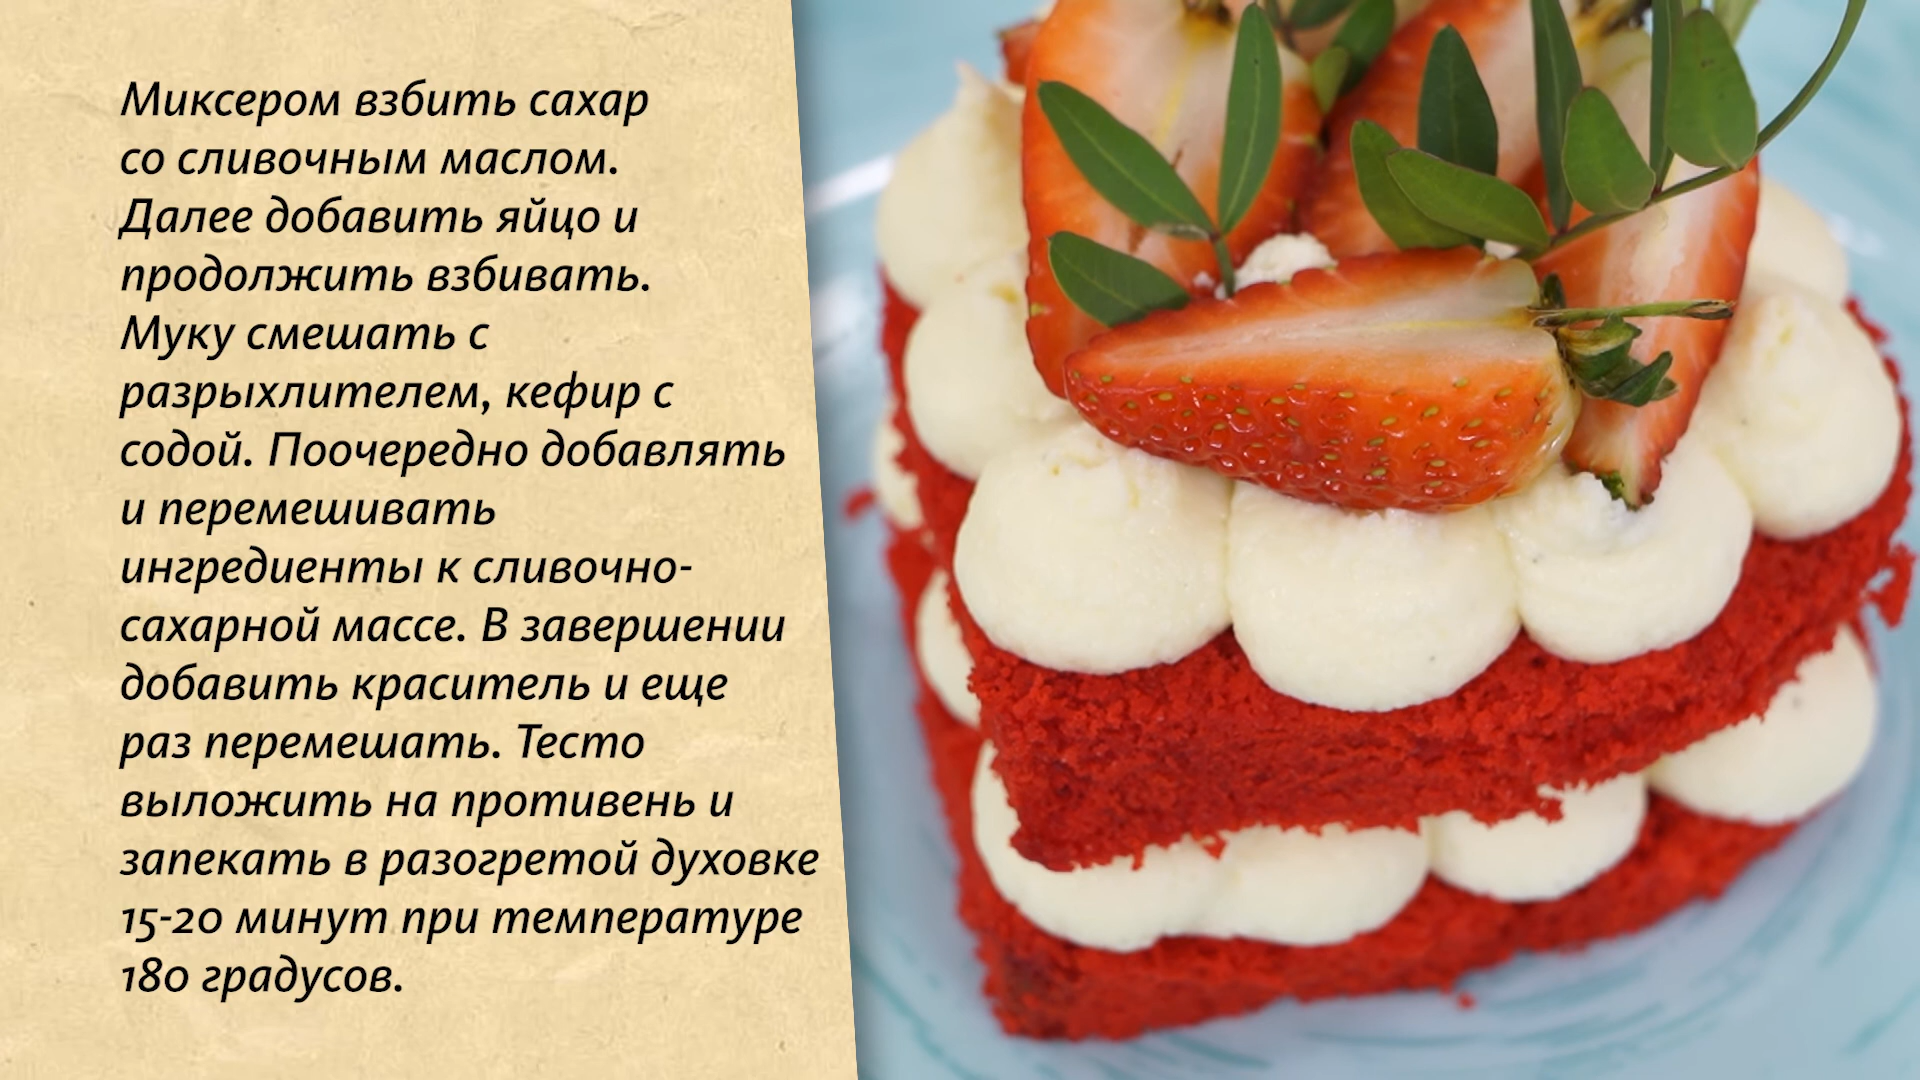 Миксером взбить сахар
со сливочным маслом.
Далее добавить яйцо и
продолжить взбивать.
Муку смешать с
разрыхлителем, кефир с
содой. Поочередно добавлять
и перемешивать
ингредиенты к сливочно-
сахарной массе. В завершении
добавить краситель и еще
раз перемешать. Тесто
выложить на противень и
запекать в разогретой духовке
15-20 минут при температуре
180 градусов.